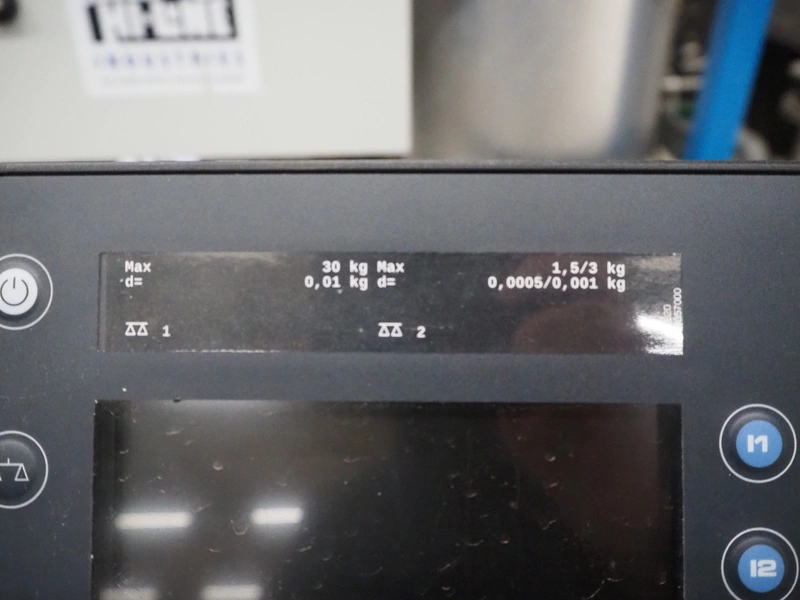 INDUSTRIES
Max 30 kg Max 1,5/3 kg
d= 0,01 kg d= 0,0005/0,001 kg
1 2
I1
I2